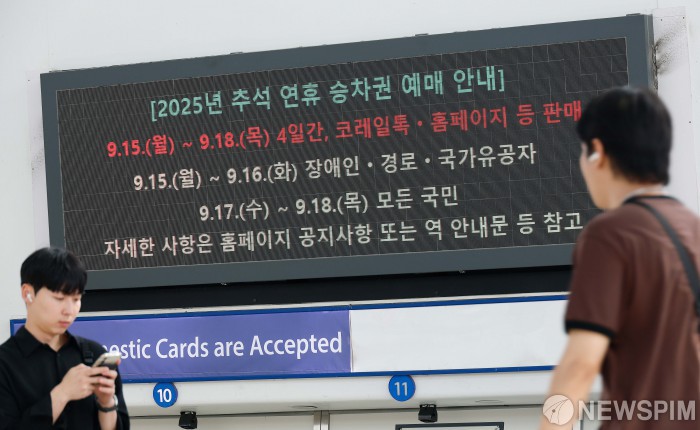 [2025년 추석 연휴 승차권 예매 안내]
9.15.(월) ~ 9.18.(목) 4일간, 코레일톡·홈페이지 등 판매
9.15.(월) ~ 9.16.(화) 장애인·경로·국가유공자
9.17.(수) ~ 9.18.(목) 모든 국민
자세한 사항은 홈페이지 공지사항 또는 역 안내문 등 참고
estic Cards are Accepted
10
11
NEWSPIM